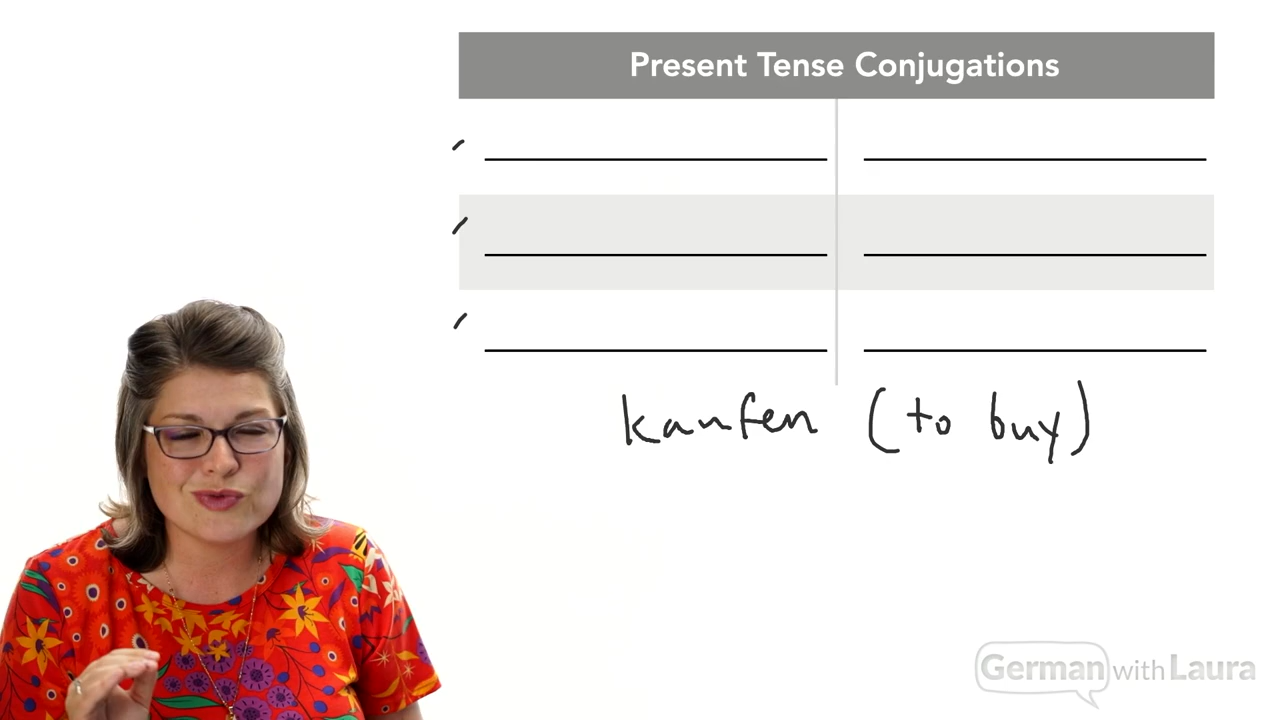 Present Tense Conjugations
kaufen (to buy)
German with Laura